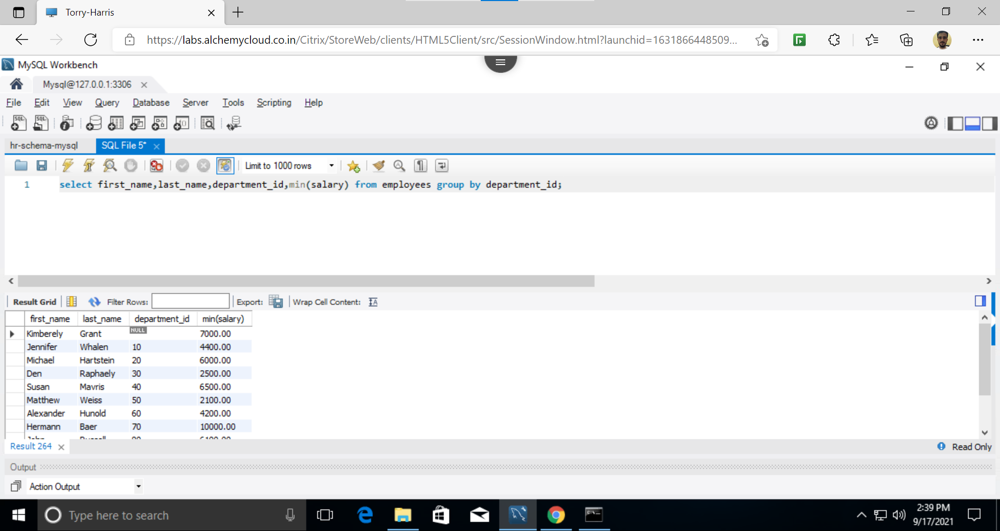 Torry-Harris
https://labs.alchemycloud.co.in/Citrix/StoreWeb/clients/HTML5Client/src/SessionWindow.html?launchid=1631866448509...
MySQL Workbench
Mysql@127.0.0.1:3306
File Edit View Query Database Server Tools Scripting Help
hr-schema-mysql SQL File 5*
Limit to 1000 rows
1 select first_name,last_name,department_id,min(salary) from employees group by department_id;
Result Grid Filter Rows: Export: Wrap Cell Content:
first_name last_name department_id min(salary)
Kimberely Grant NULL 7000.00
Jennifer Whalen 10 4400.00
Michael Hartstein 20 6000.00
Den Raphaely 30 2500.00
Susan Mavris 40 6500.00
Matthew Weiss 50 2100.00
Alexander Hunold 60 4200.00
Hermann Baer 70 10000.00
Result 264 Read Only
Output
Action Output
Type here to search
2:39 PM
9/17/2021